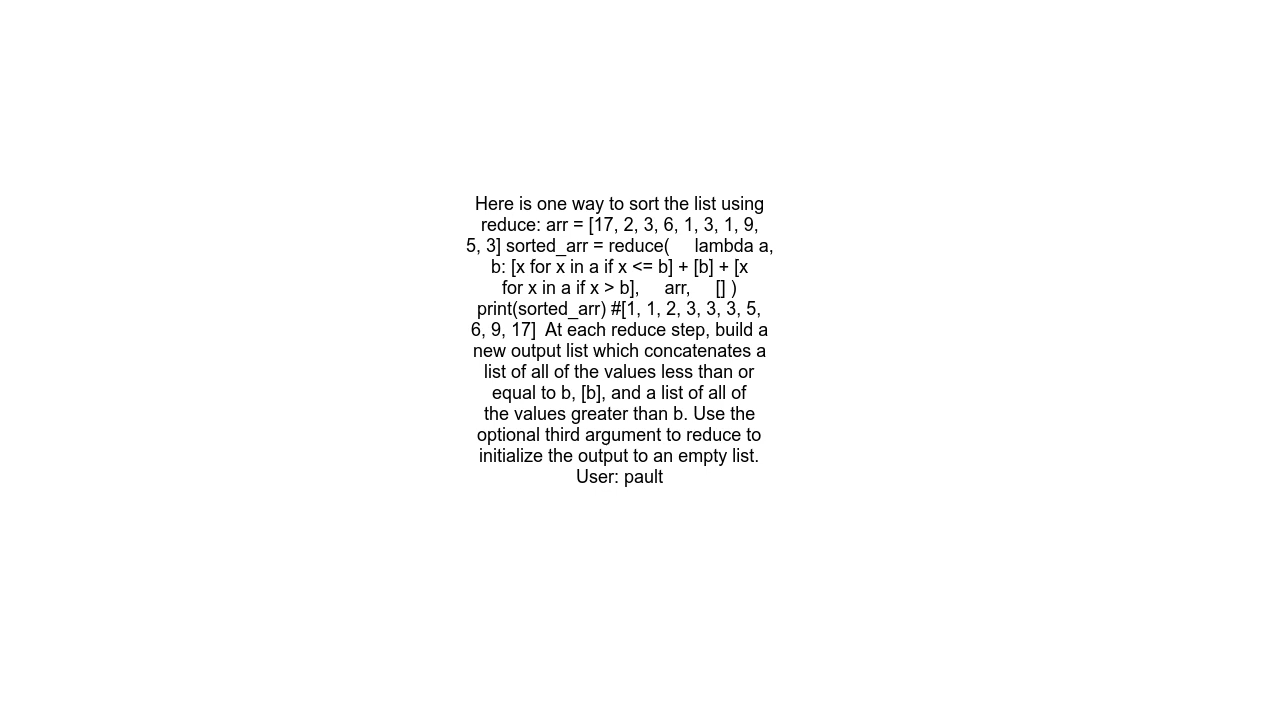 Here is one way to sort the list using
reduce: arr = [17, 2, 3, 6, 1, 3, 1, 9,
5, 3] sorted_arr = reduce(     lambda a,
b: [x for x in a if x <= b] + [b] + [x
for x in a if x > b],     arr,     [] )
print(sorted_arr) #[1, 1, 2, 3, 3, 3, 5,
6, 9, 17]  At each reduce step, build a
new output list which concatenates a
list of all of the values less than or
equal to b, [b], and a list of all of
the values greater than b. Use the
optional third argument to reduce to
initialize the output to an empty list.
User: pault